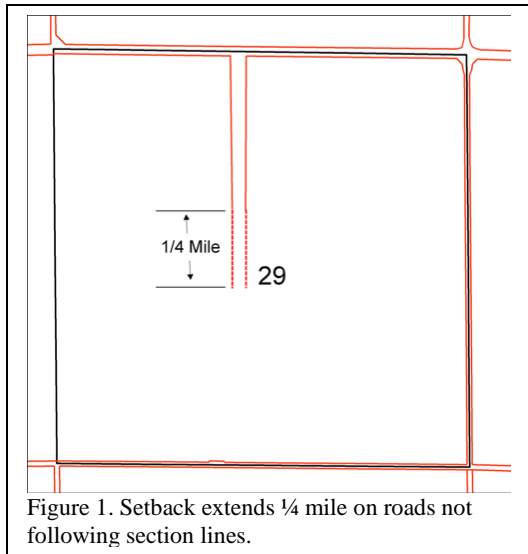 1/4 Mile
29
Figure 1. Setback extends ¼ mile on roads not
following section lines.